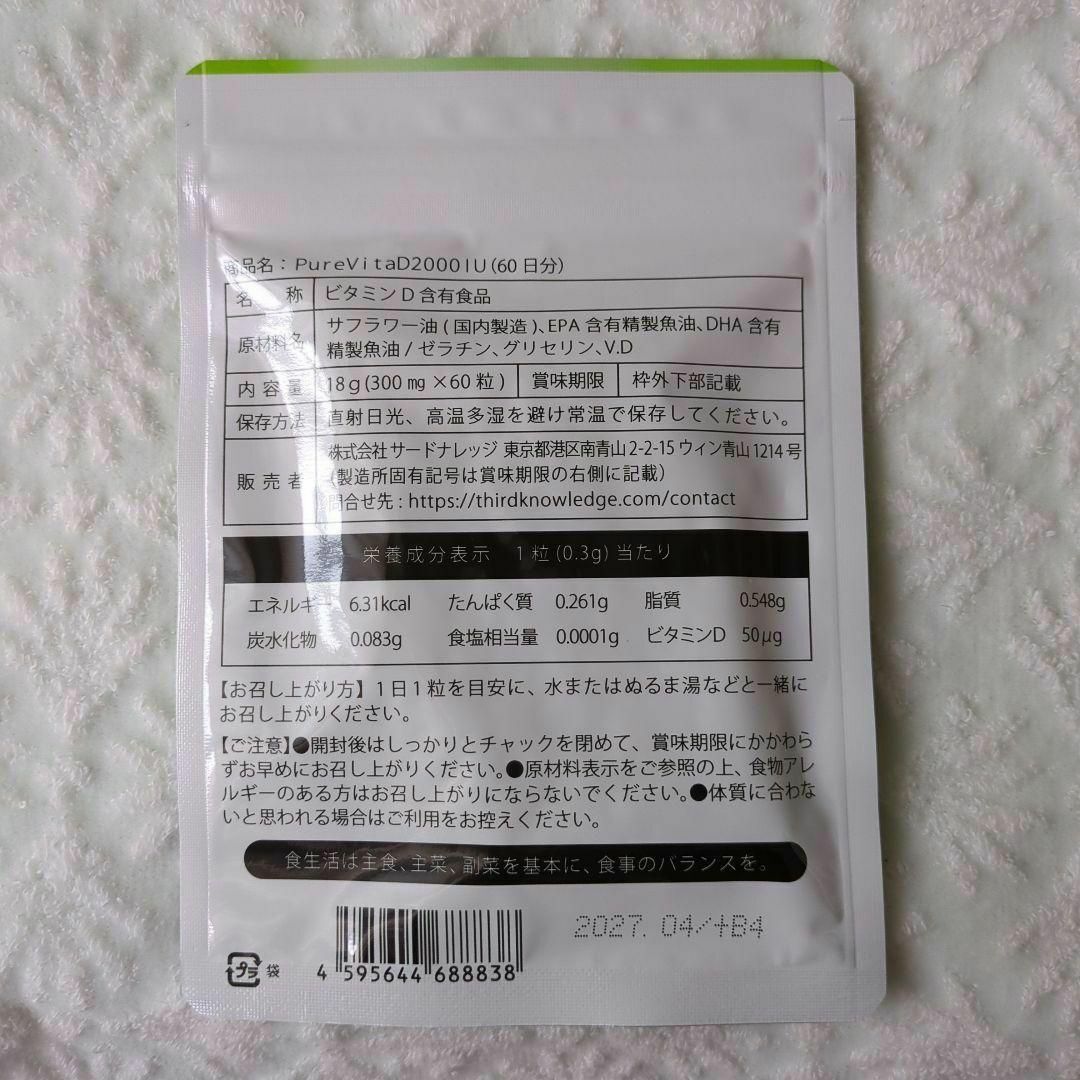 商品名：PureVitaD2000IU(60日分)
名称 ビタミンD含有食品
原材料名 サフラワー油(国内製造)、EPA含有精製魚油、DHA含有
精製魚油/ゼラチン、グリセリン、V.D
内容量 18g(300㎎×60粒) 賞味期限 枠外下部記載
保存方法 直射日光、高温多湿を避け常温で保存してください。
株式会社サードナレッジ 東京都港区南青山2-2-15ウィン青山1214号
販売者 (製造所固有記号は賞味期限の右側に記載)
問合せ先：https://thirdknowledge.com/contact
栄養成分表示 1粒(0.3g)当たり
エネルギー 6.31kcal たんぱく質 0.261g 脂質 0.548g
炭水化物 0.083g 食塩相当量 0.0001g ビタミンD 50μg
【お召し上がり方】1日1粒を目安に、水またはぬるま湯などと一緒に
お召し上がりください。
【ご注意】●開封後はしっかりとチャックを閉めて、賞味期限にかかわら
ずお早めにお召し上がりください。●原材料表示をご参照の上、食物アレ
ルギーのある方はお召し上がりにならないでください。●体質に合わな
いと思われる場合はご利用をお控えください。
食生活は主食、主菜、副菜を基本に、食事のバランスを。
2027.04/+B4
プラ 袋 4 595644 688838